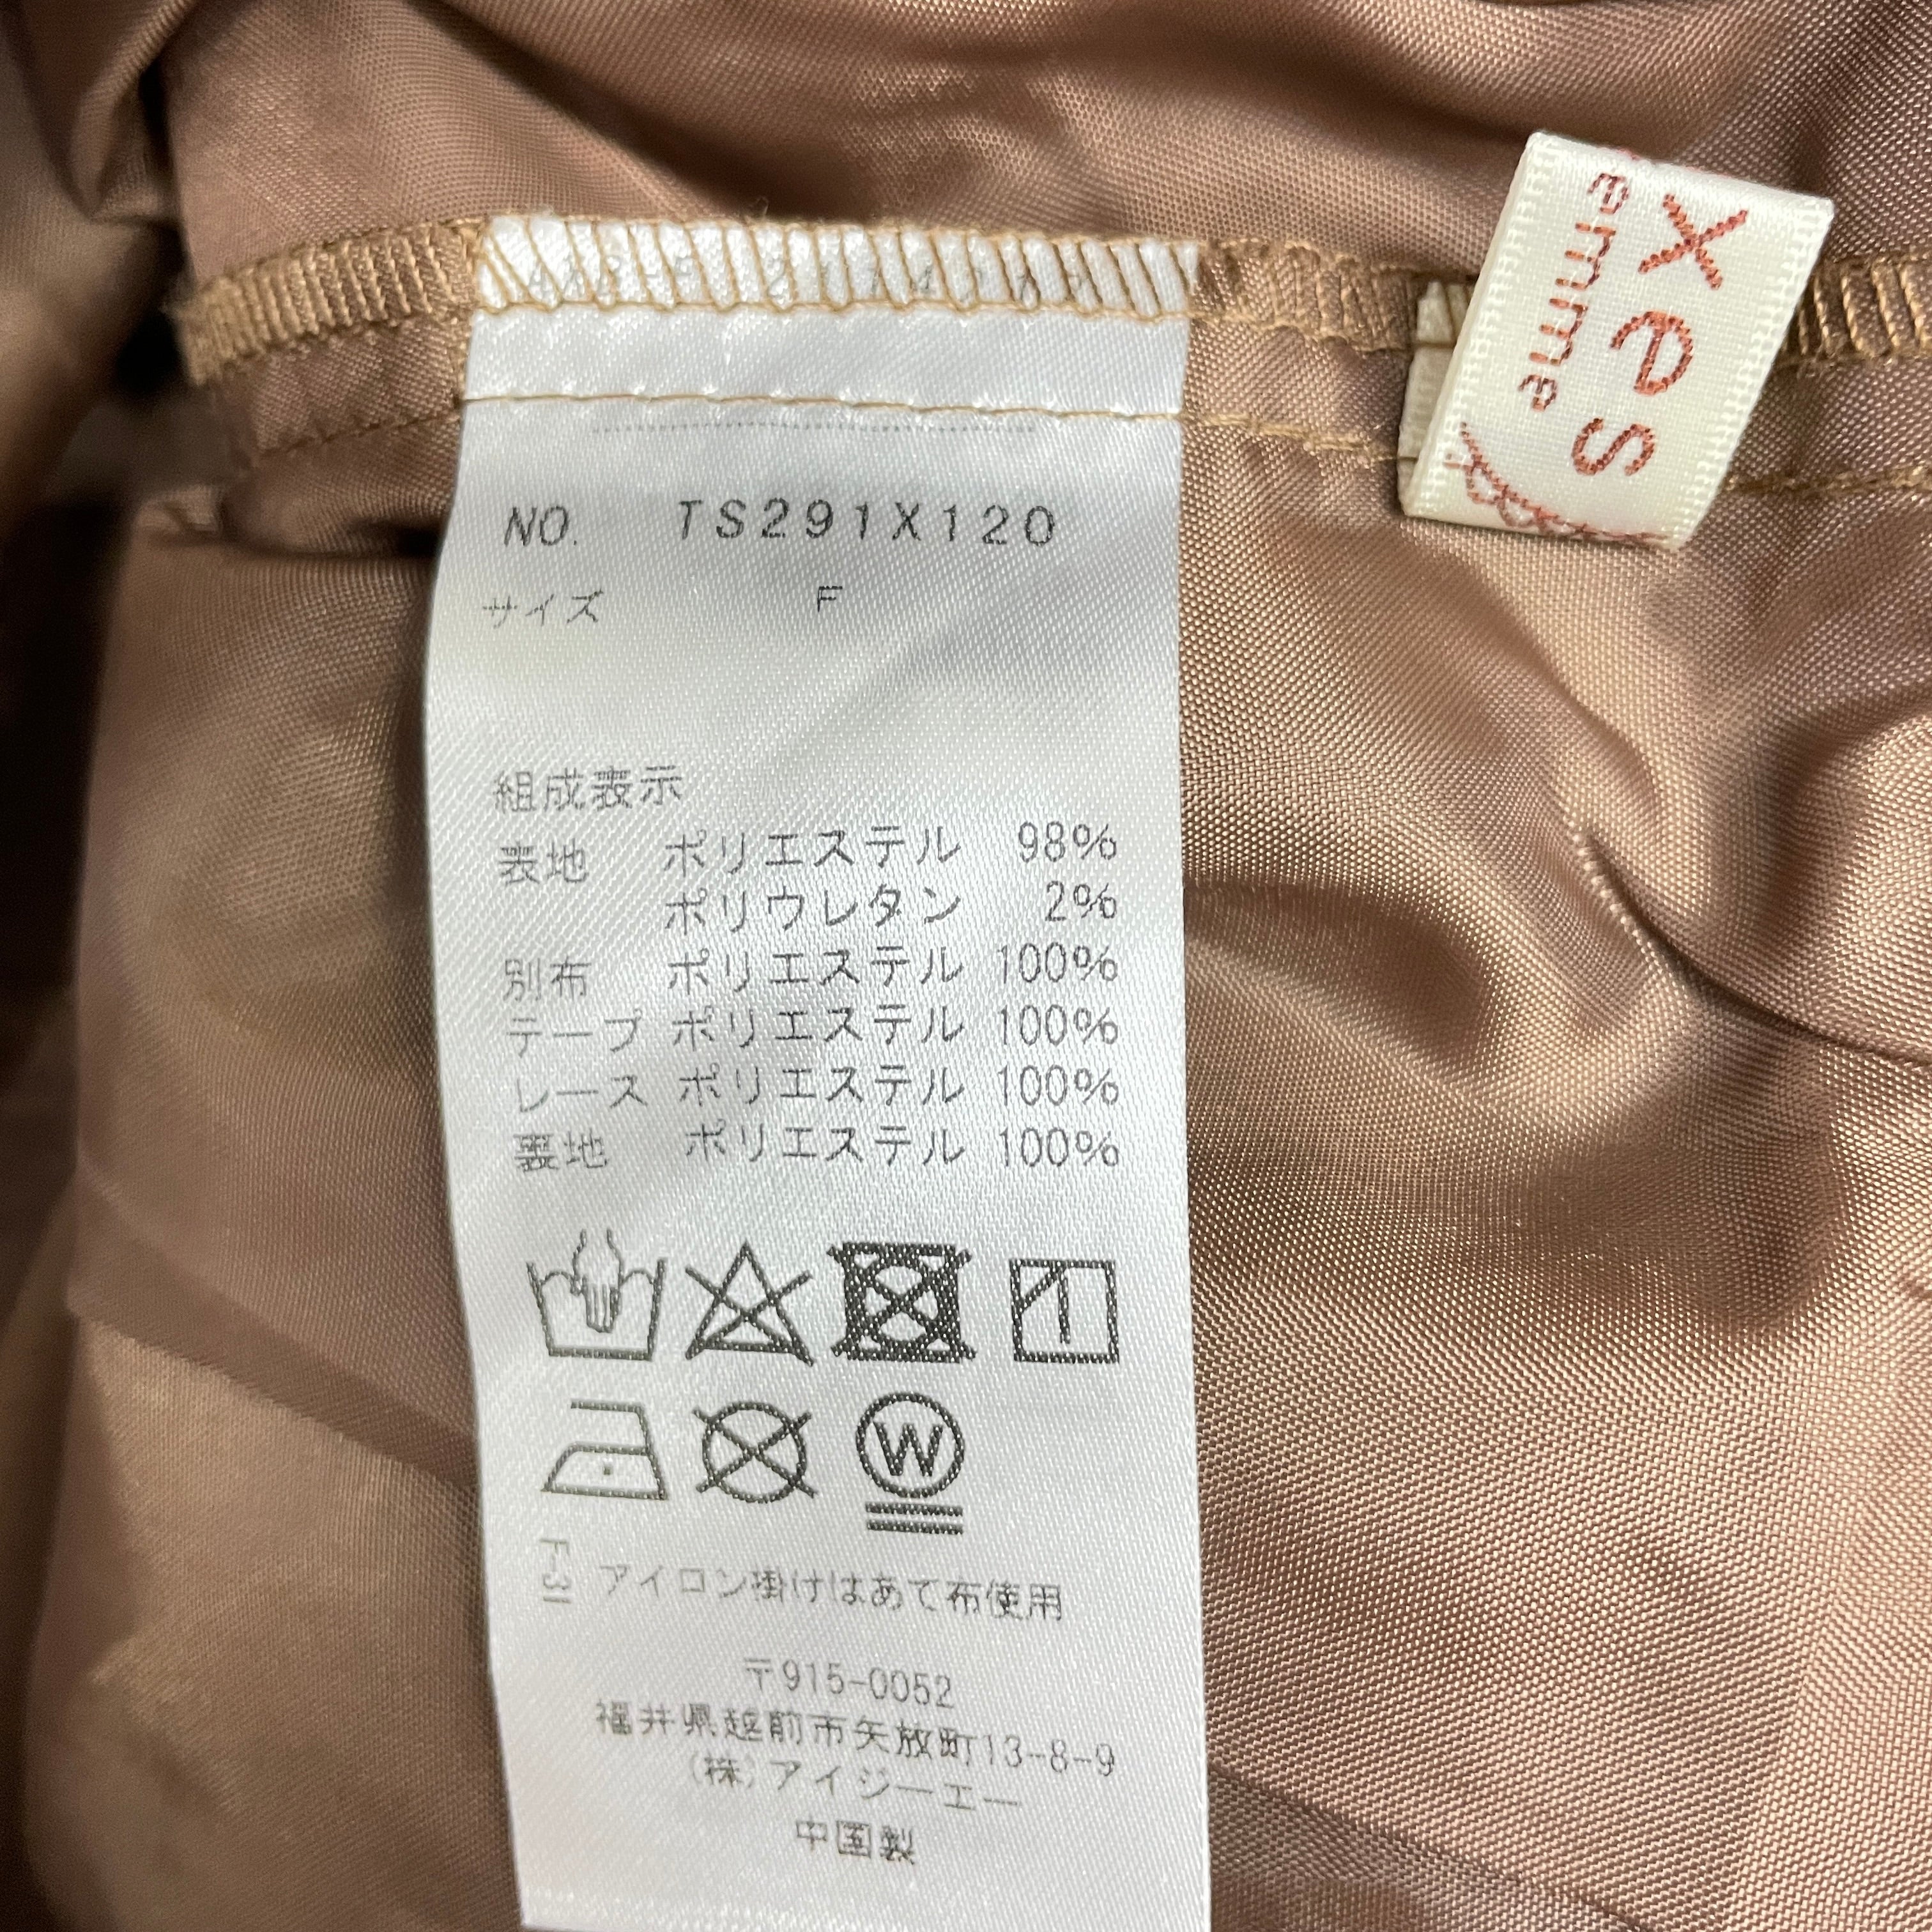 NO. TS291X120
サイズ F
組成表示
表地 ポリエステル 98%
ポリウレタン 2%
別布 ポリエステル 100%
テープ ポリエステル 100%
レース ポリエステル 100%
裏地 ポリエステル 100%
W
F-31 アイロン掛けはあて布使用
〒915-0052
福井県越前市矢放町13-8-9
(株)アイジーエー
中国製
xes
emme